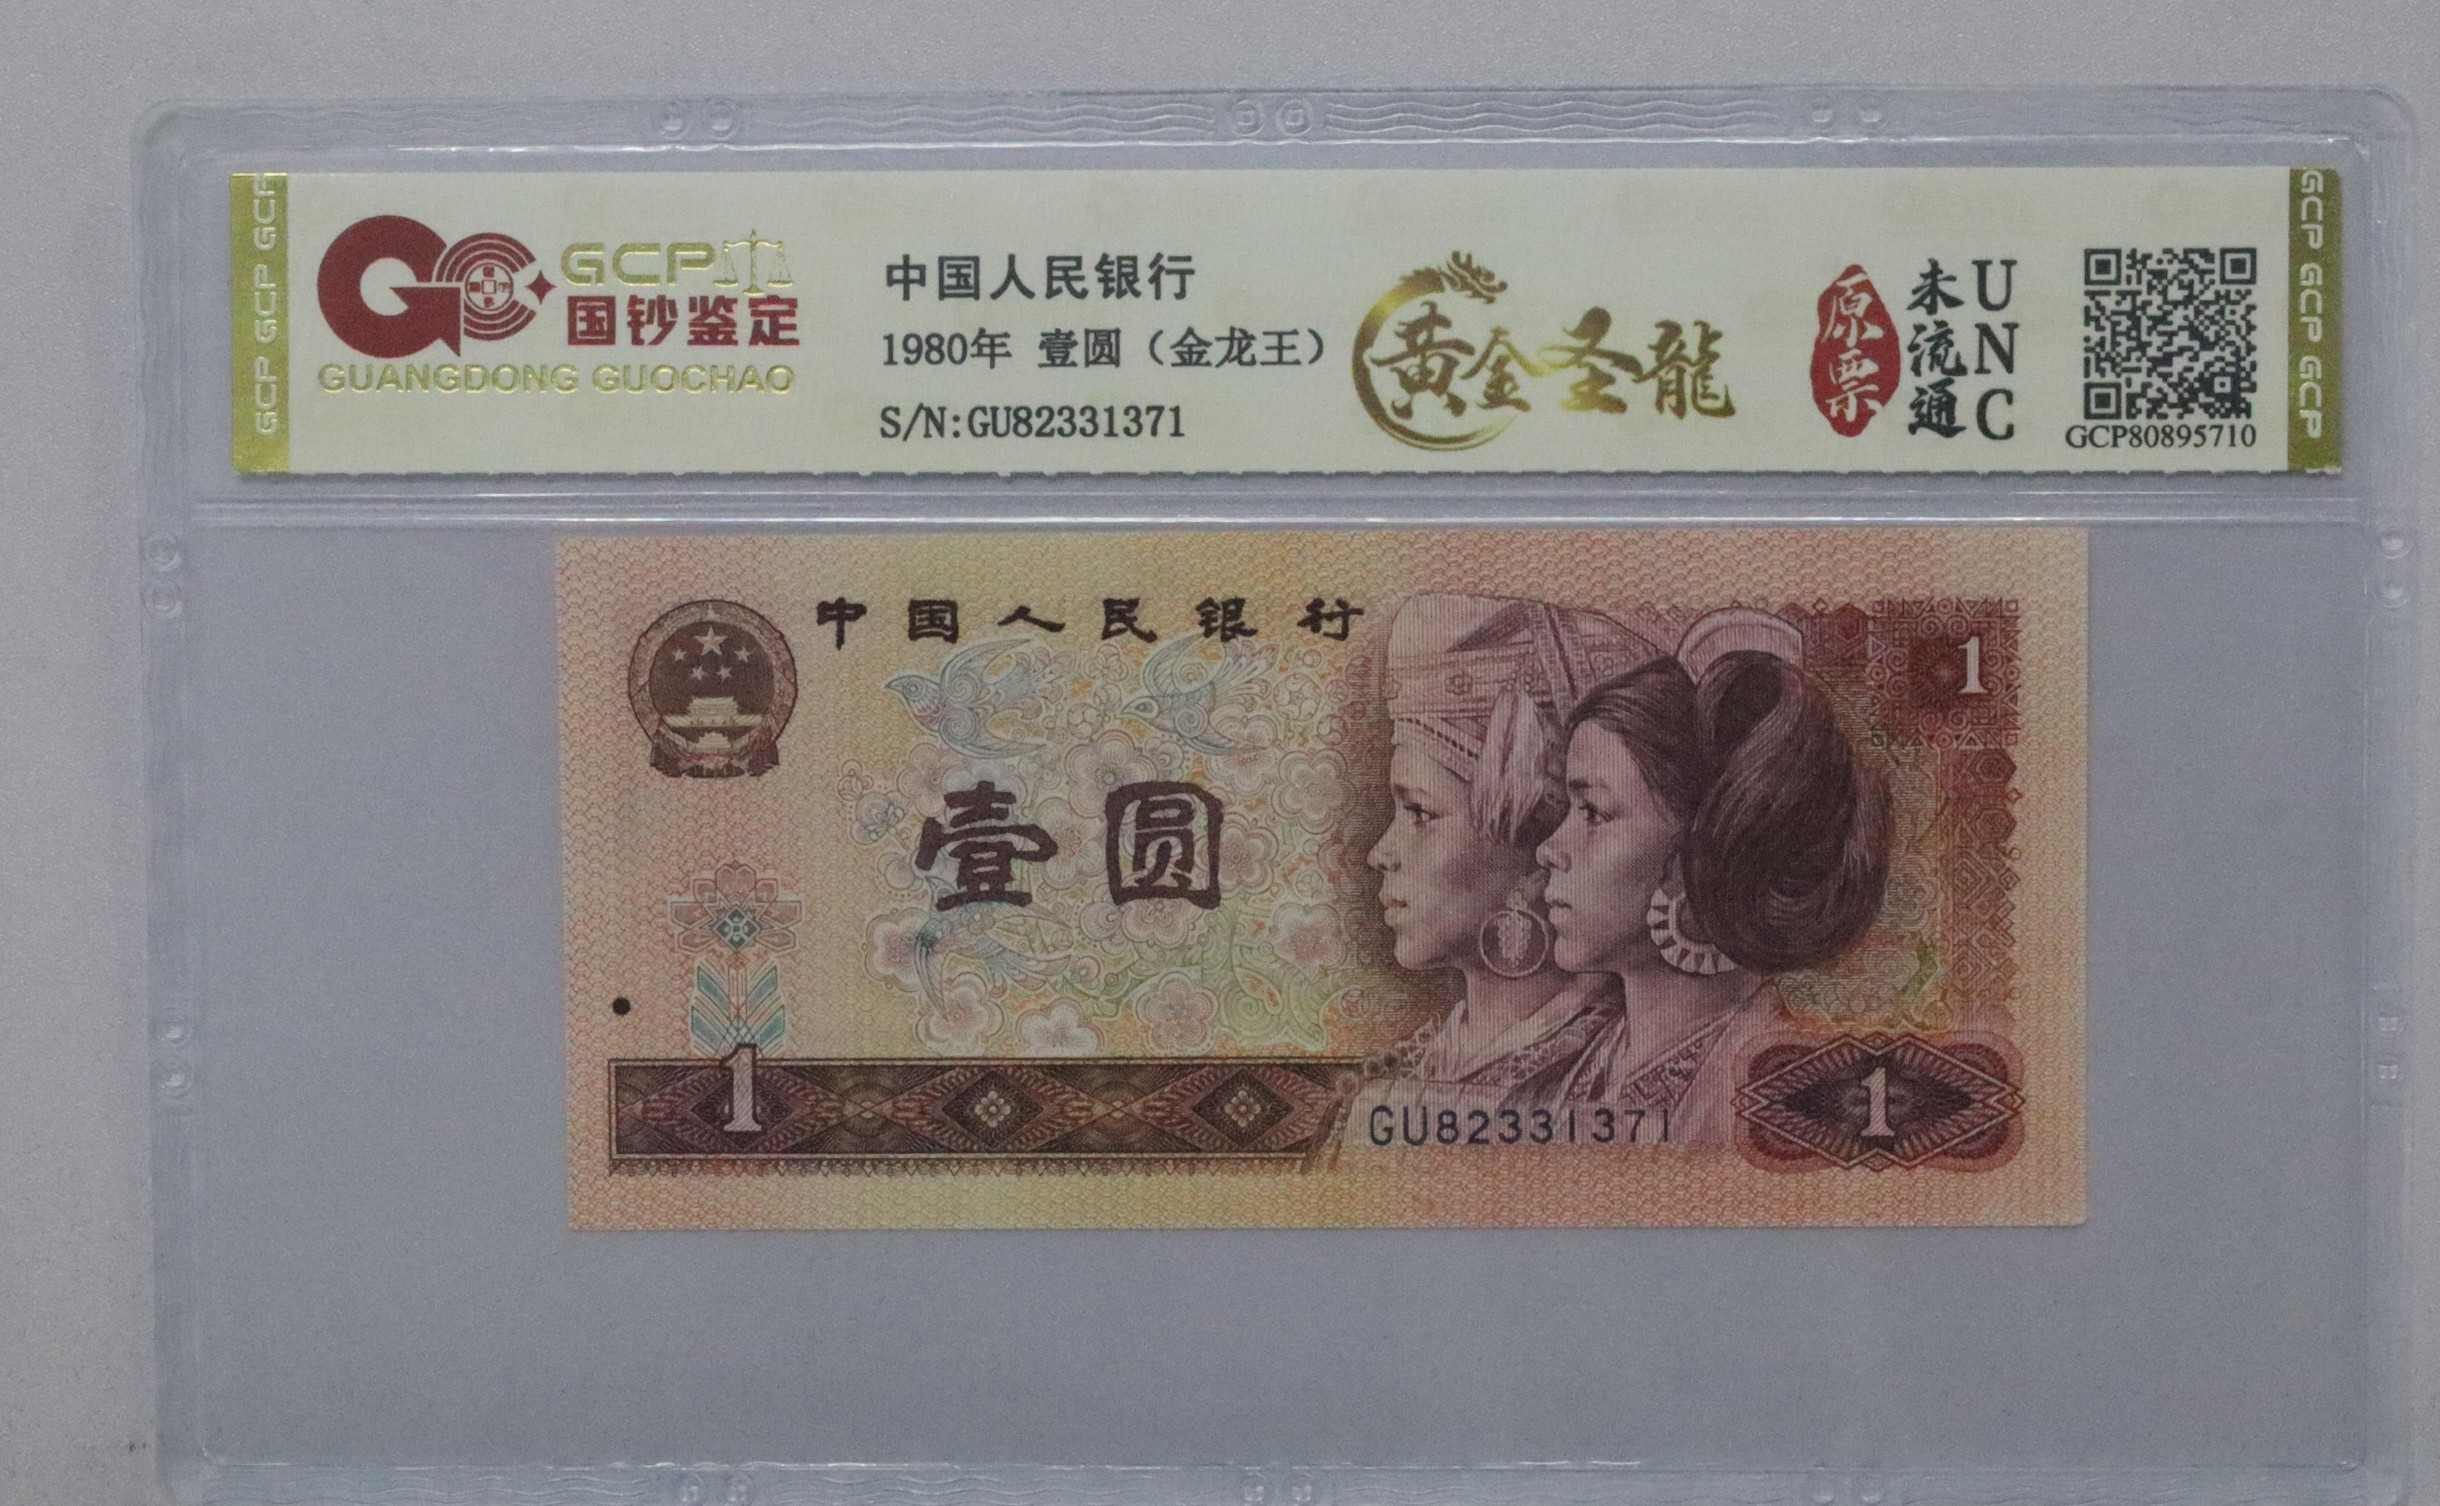 GCP GCP GCP
GCP
国钞鉴定
GUANGDONG GUOCHAO
中国人民银行
1980年 壹圆（金龙王）
S/N:GU82331371
黄金圣龍
原票
未流通
UNC
GCP80895710
GCP GCP GCP
中国人民银行
1
壹圆
1
GU82331371
1